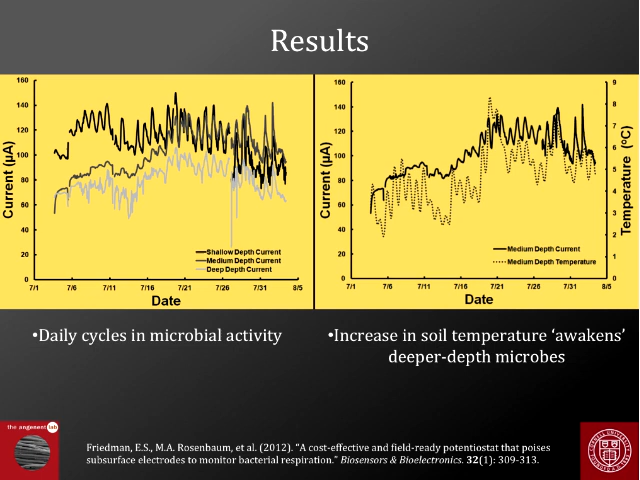 Results
160
140
120
100
80
60
40
20
0
Current (µA)
7/1
7/6
7/11
7/16
7/21
7/26
7/31
8/5
Date
Shallow Depth Current
Medium Depth Current
Deep Depth Current
160
140
120
100
80
60
40
20
0
Current (µA)
9
8
7
6
5
4
3
2
1
0
Temperature (ºC)
7/1
7/6
7/11
7/16
7/21
7/26
7/31
8/5
Date
Medium Depth Current
Medium Depth Temperature
•Daily cycles in microbial activity
•Increase in soil temperature ‘awakens’
deeper-depth microbes
the angenent lab
Friedman, E.S., M.A. Rosenbaum, et al. (2012). “A cost-effective and field-ready potentiostat that poises
subsurface electrodes to monitor bacterial respiration.” Biosensors & Bioelectronics. 32(1): 309-313.